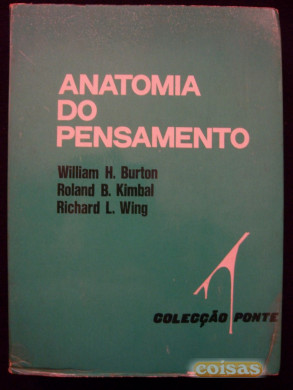 ANATOMIA
DO
PENSAMENTO
William H. Burton
Roland B. Kimbal
Richard L. Wing
COLECÇÃO PONTE
coisas